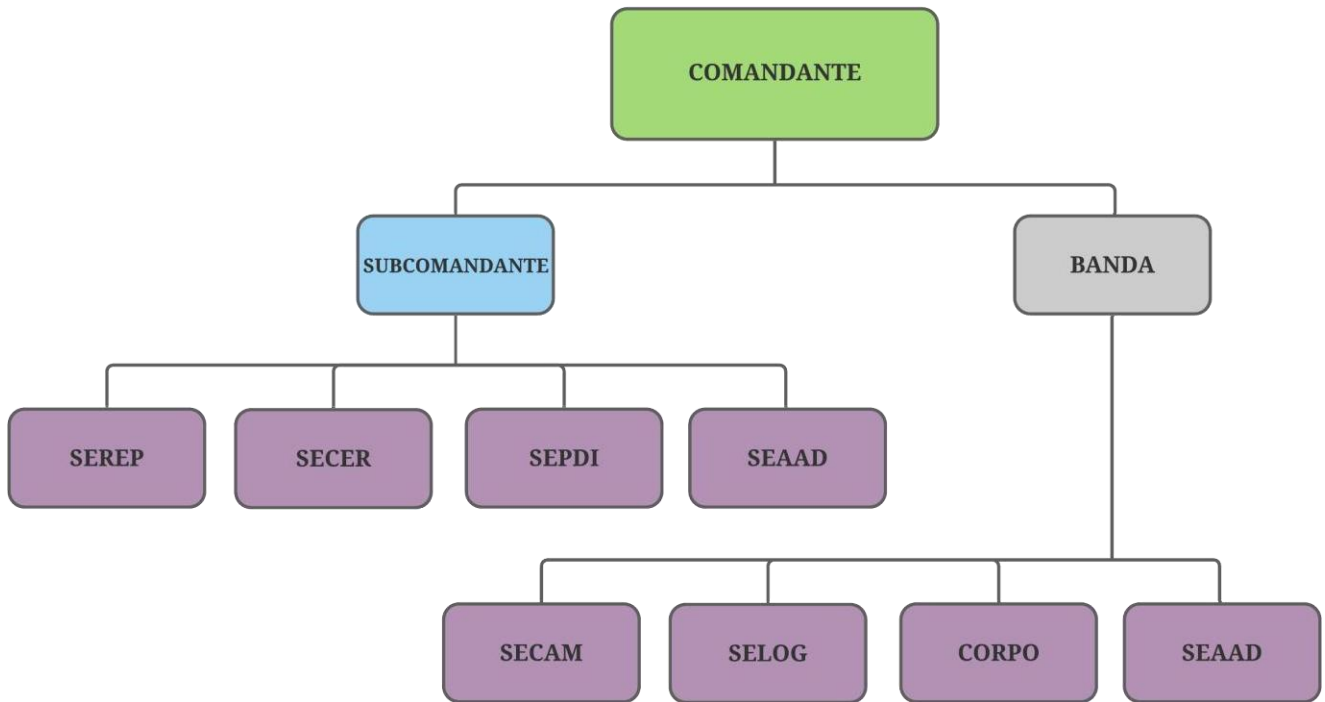 COMANDANTE
SUBCOMANDANTE
BANDA
SEREP
SECER
SEPDI
SEAAD
SECAM
SELOG
CORPO
SEAAD